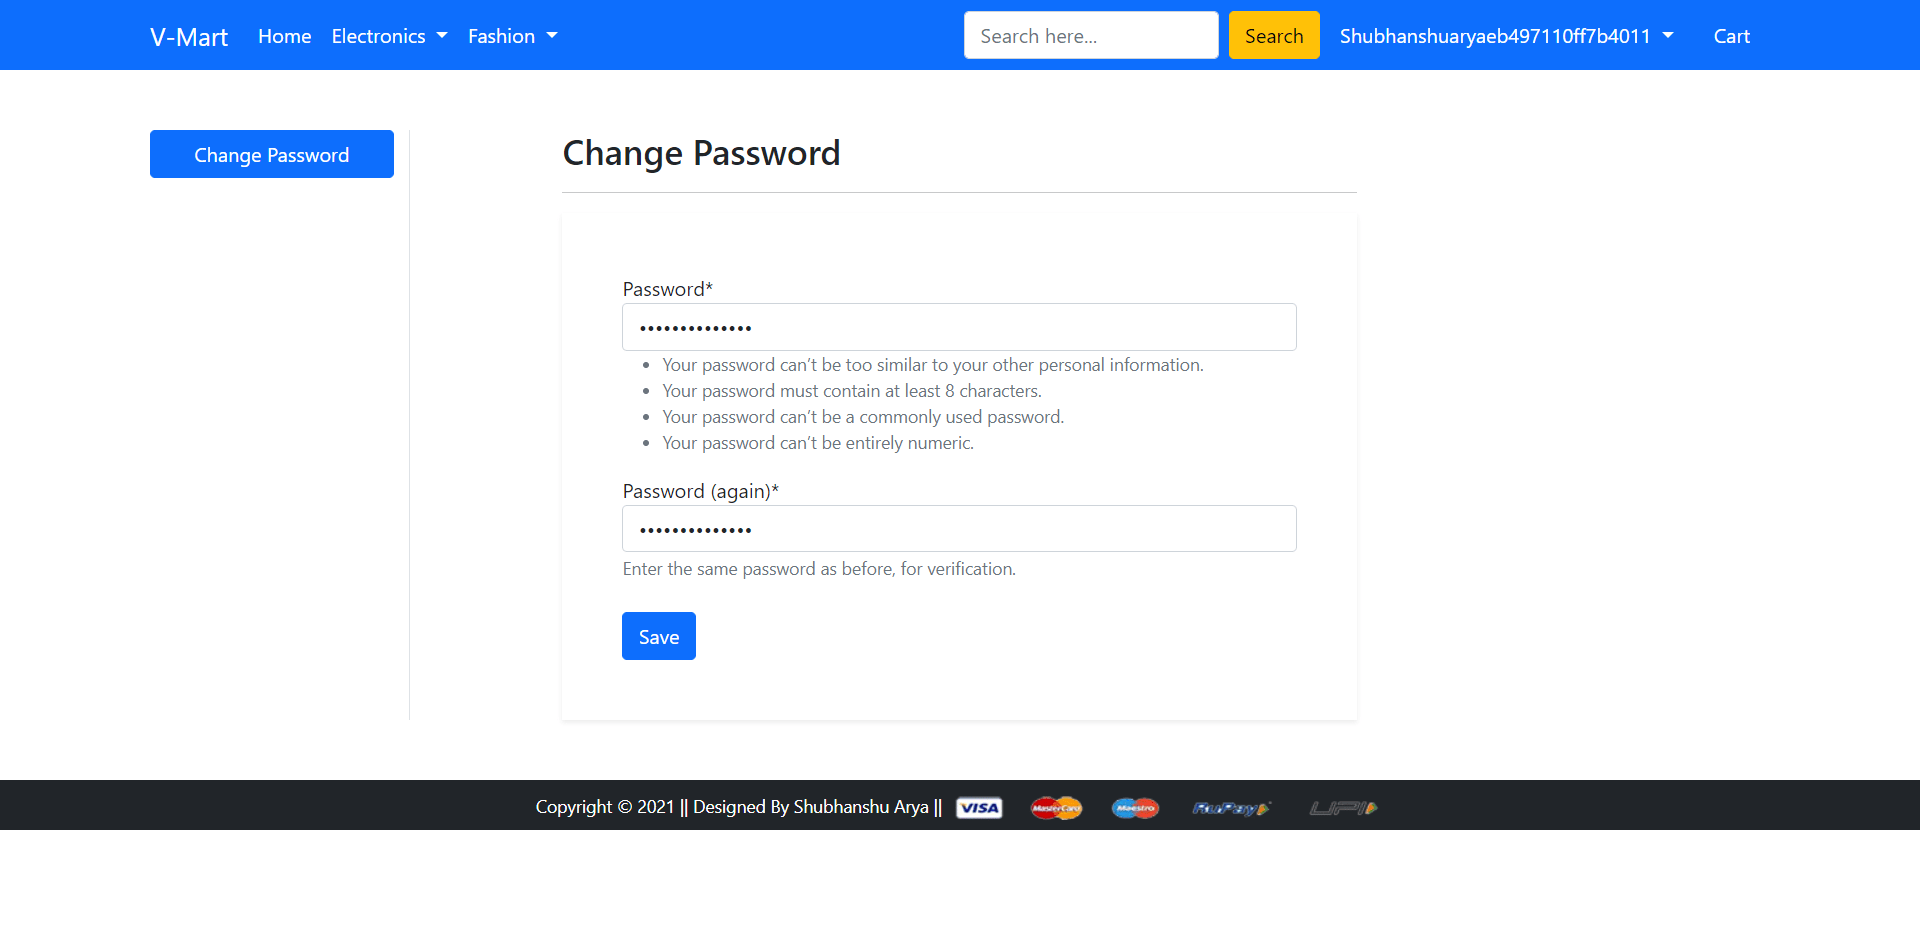 V-Mart Home Electronics Fashion Search here... Search Shubhanshuaryaeb497110ff7b4011 Cart
Change Password
Change Password
Password*
••••••••••••••
• Your password can’t be too similar to your other personal information.
• Your password must contain at least 8 characters.
• Your password can’t be a commonly used password.
• Your password can’t be entirely numeric.
Password (again)*
••••••••••••••
Enter the same password as before, for verification.
Save
Copyright © 2021 || Designed By Shubhanshu Arya || VISA MasterCard Maestro RuPay UPI